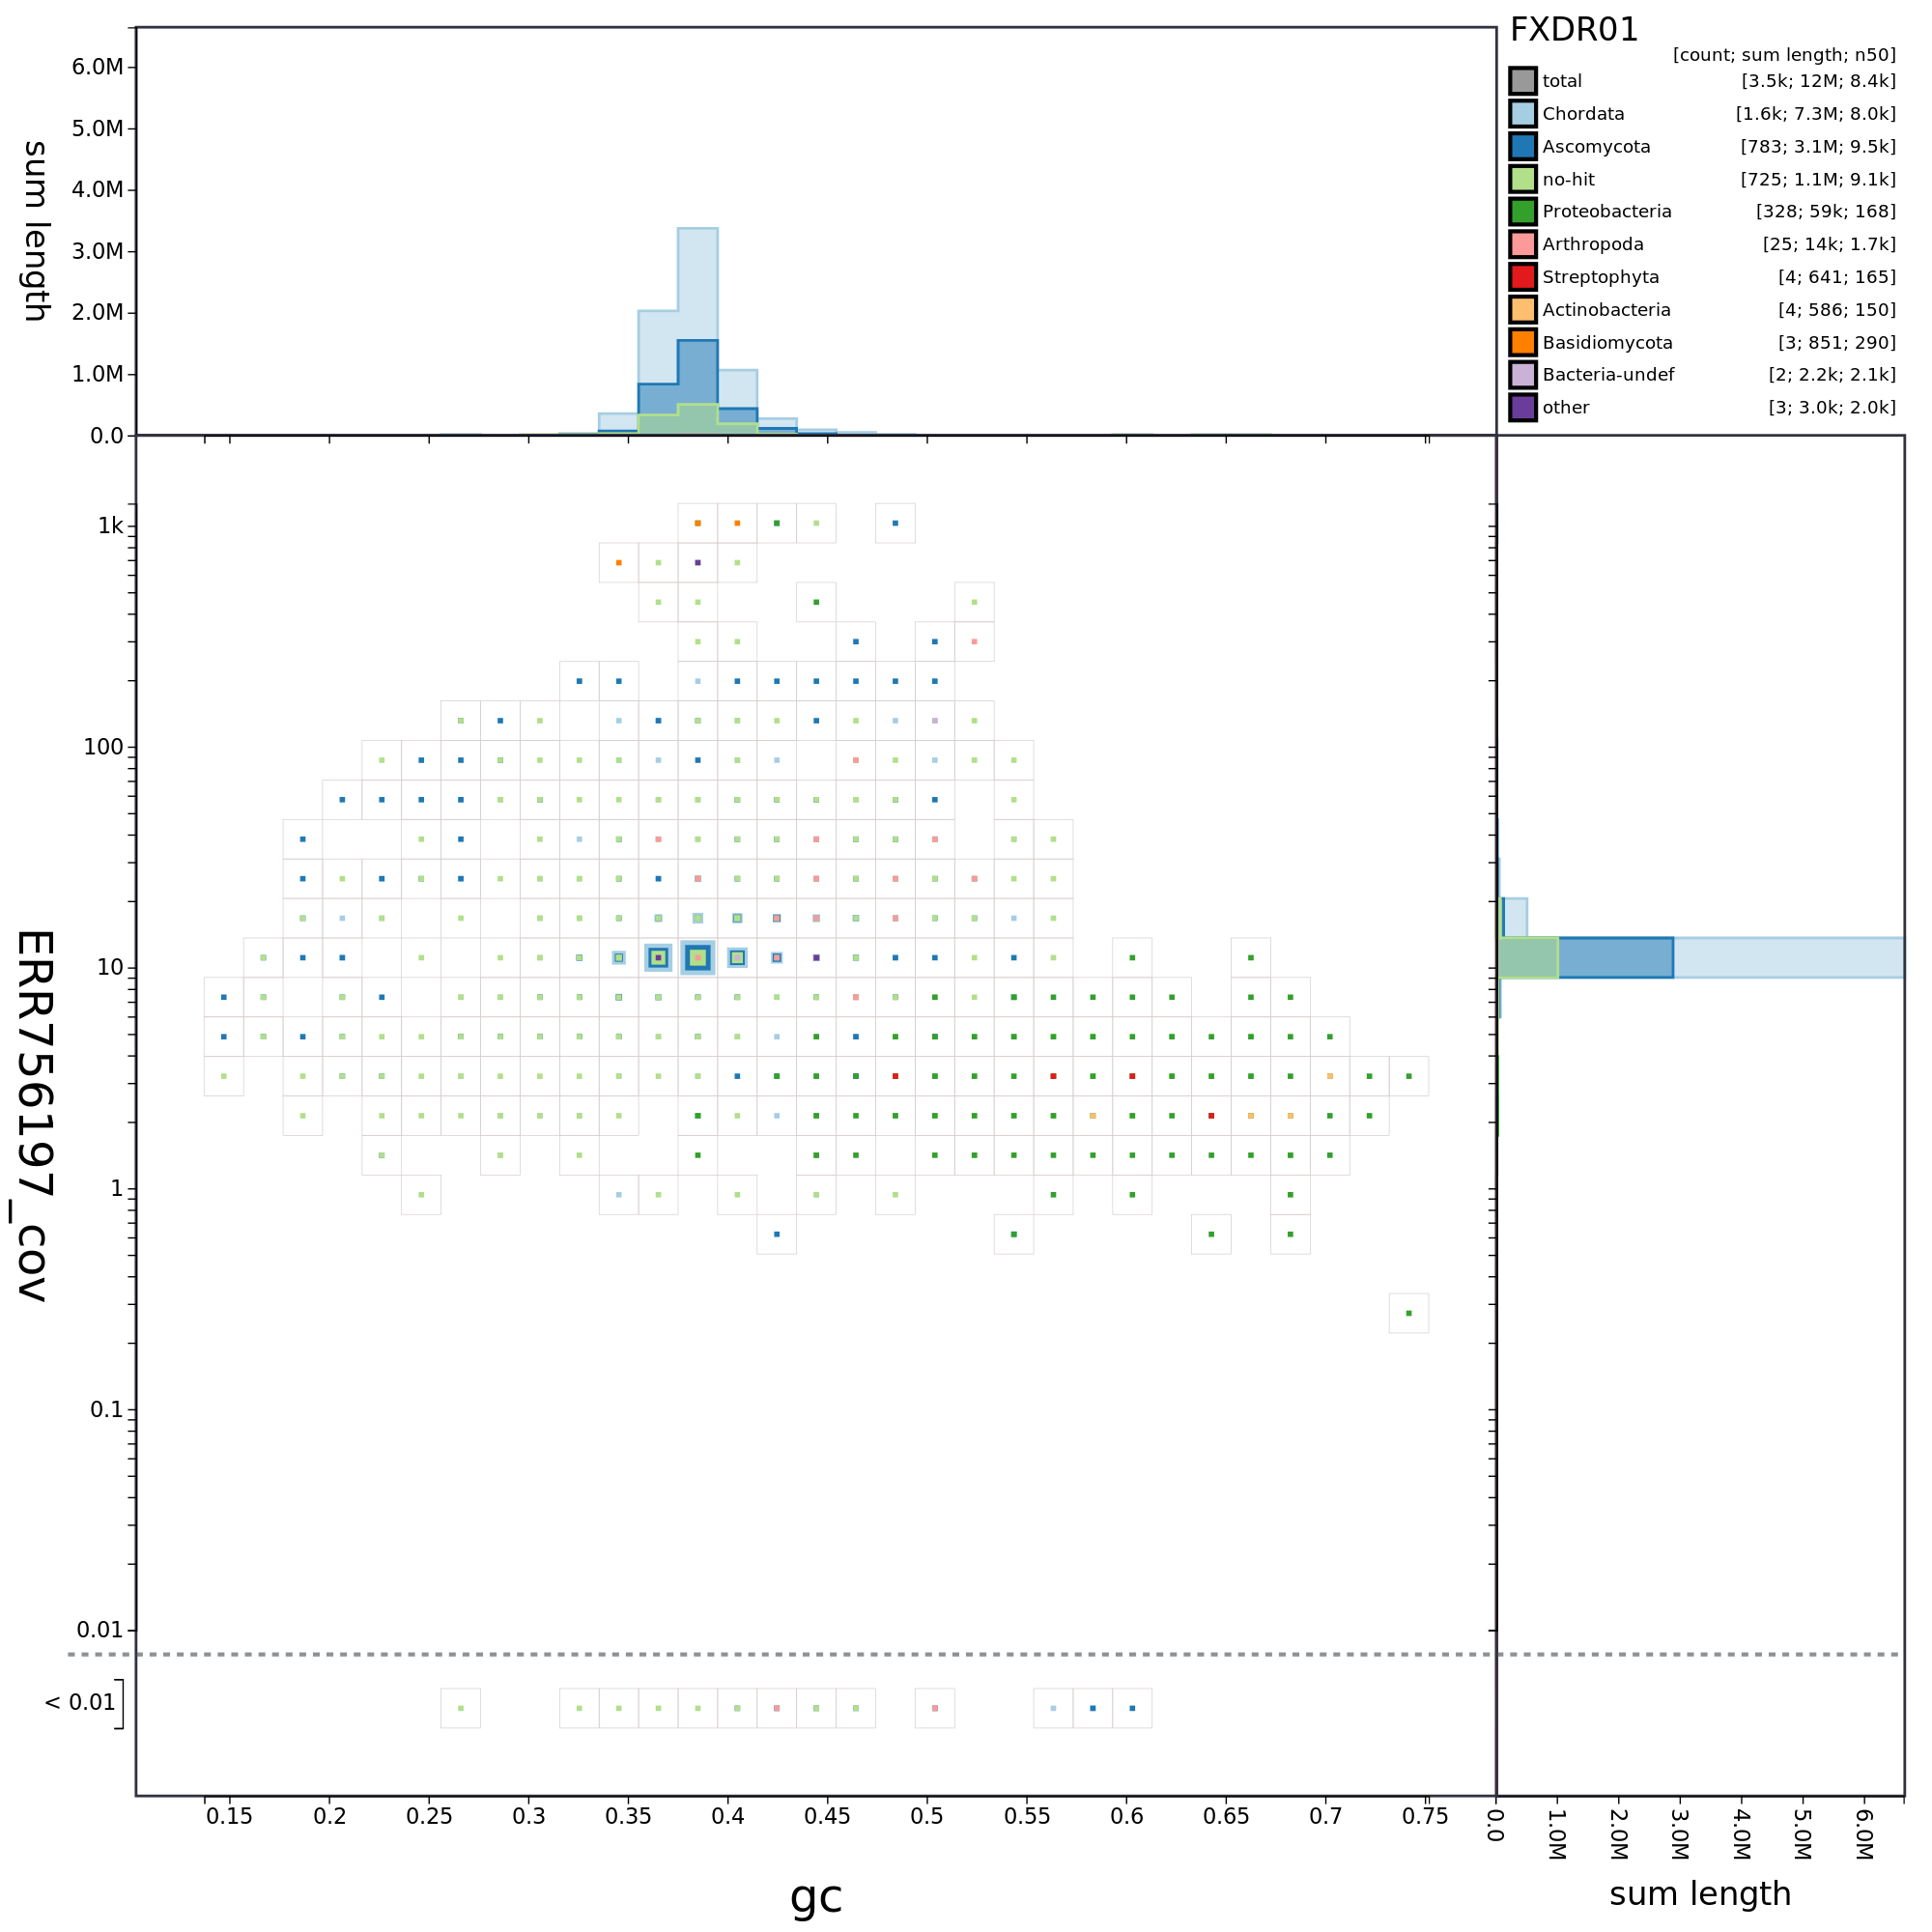 FXDR01
[count; sum length; n50]
total [3.5k; 12M; 8.4k]
Chordata [1.6k; 7.3M; 8.0k]
Ascomycota [783; 3.1M; 9.5k]
no-hit [725; 1.1M; 9.1k]
Proteobacteria [328; 59k; 168]
Arthropoda [25; 14k; 1.7k]
Streptophyta [4; 641; 165]
Actinobacteria [4; 586; 150]
Basidiomycota [3; 851; 290]
Bacteria-undef [2; 2.2k; 2.1k]
other [3; 3.0k; 2.0k]
sum length
6.0M
5.0M
4.0M
3.0M
2.0M
1.0M
0.0
ERR756197_cov
1k
100
10
1
0.1
0.01
< 0.01
0.15 0.2 0.25 0.3 0.35 0.4 0.45 0.5 0.55 0.6 0.65 0.7 0.75
gc
0.0 1.0M 2.0M 3.0M 4.0M 5.0M 6.0M
sum length